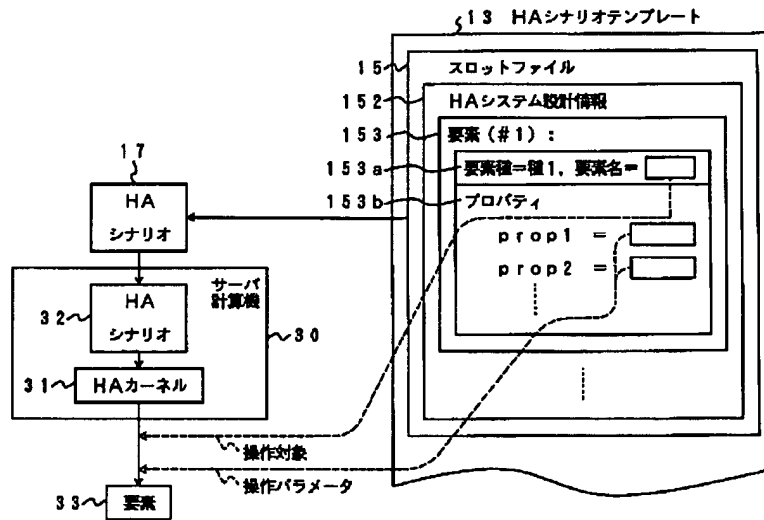 13 HAシナリオテンプレート
15
スロットファイル
152
HAシステム設計情報
153
要素(#1):
153a
要素種=種1,要素名=
153b
プロパティ
prop1 =
prop2 =
17
HA
シナリオ
サーバ
計算機
32
HA
シナリオ
30
31
HAカーネル
操作対象
操作パラメータ
33
要素